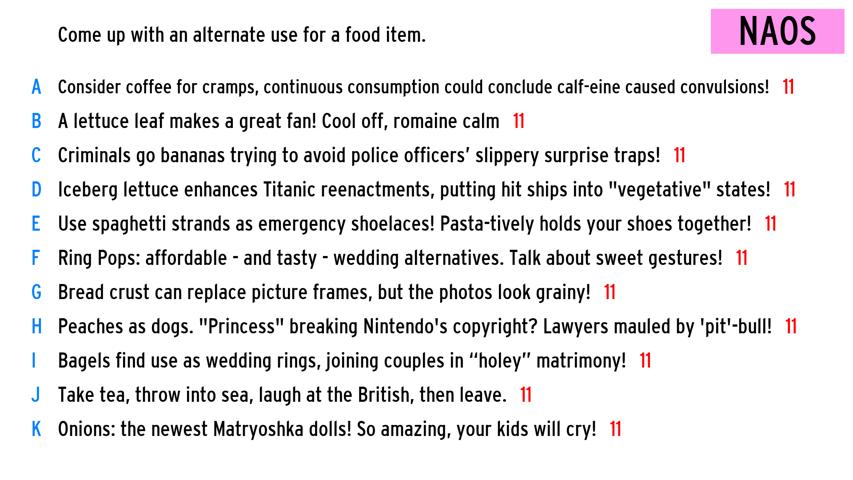 Come up with an alternate use for a food item.
NAOS
A Consider coffee for cramps, continuous consumption could conclude calf-eine caused convulsions! 11
B A lettuce leaf makes a great fan! Cool off, romaine calm 11
C Criminals go bananas trying to avoid police officers’ slippery surprise traps! 11
D Iceberg lettuce enhances Titanic reenactments, putting hit ships into "vegetative" states! 11
E Use spaghetti strands as emergency shoelaces! Pasta-tively holds your shoes together! 11
F Ring Pops: affordable - and tasty - wedding alternatives. Talk about sweet gestures! 11
G Bread crust can replace picture frames, but the photos look grainy! 11
H Peaches as dogs. "Princess" breaking Nintendo's copyright? Lawyers mauled by 'pit'-bull! 11
I Bagels find use as wedding rings, joining couples in “holey” matrimony! 11
J Take tea, throw into sea, laugh at the British, then leave. 11
K Onions: the newest Matryoshka dolls! So amazing, your kids will cry! 11